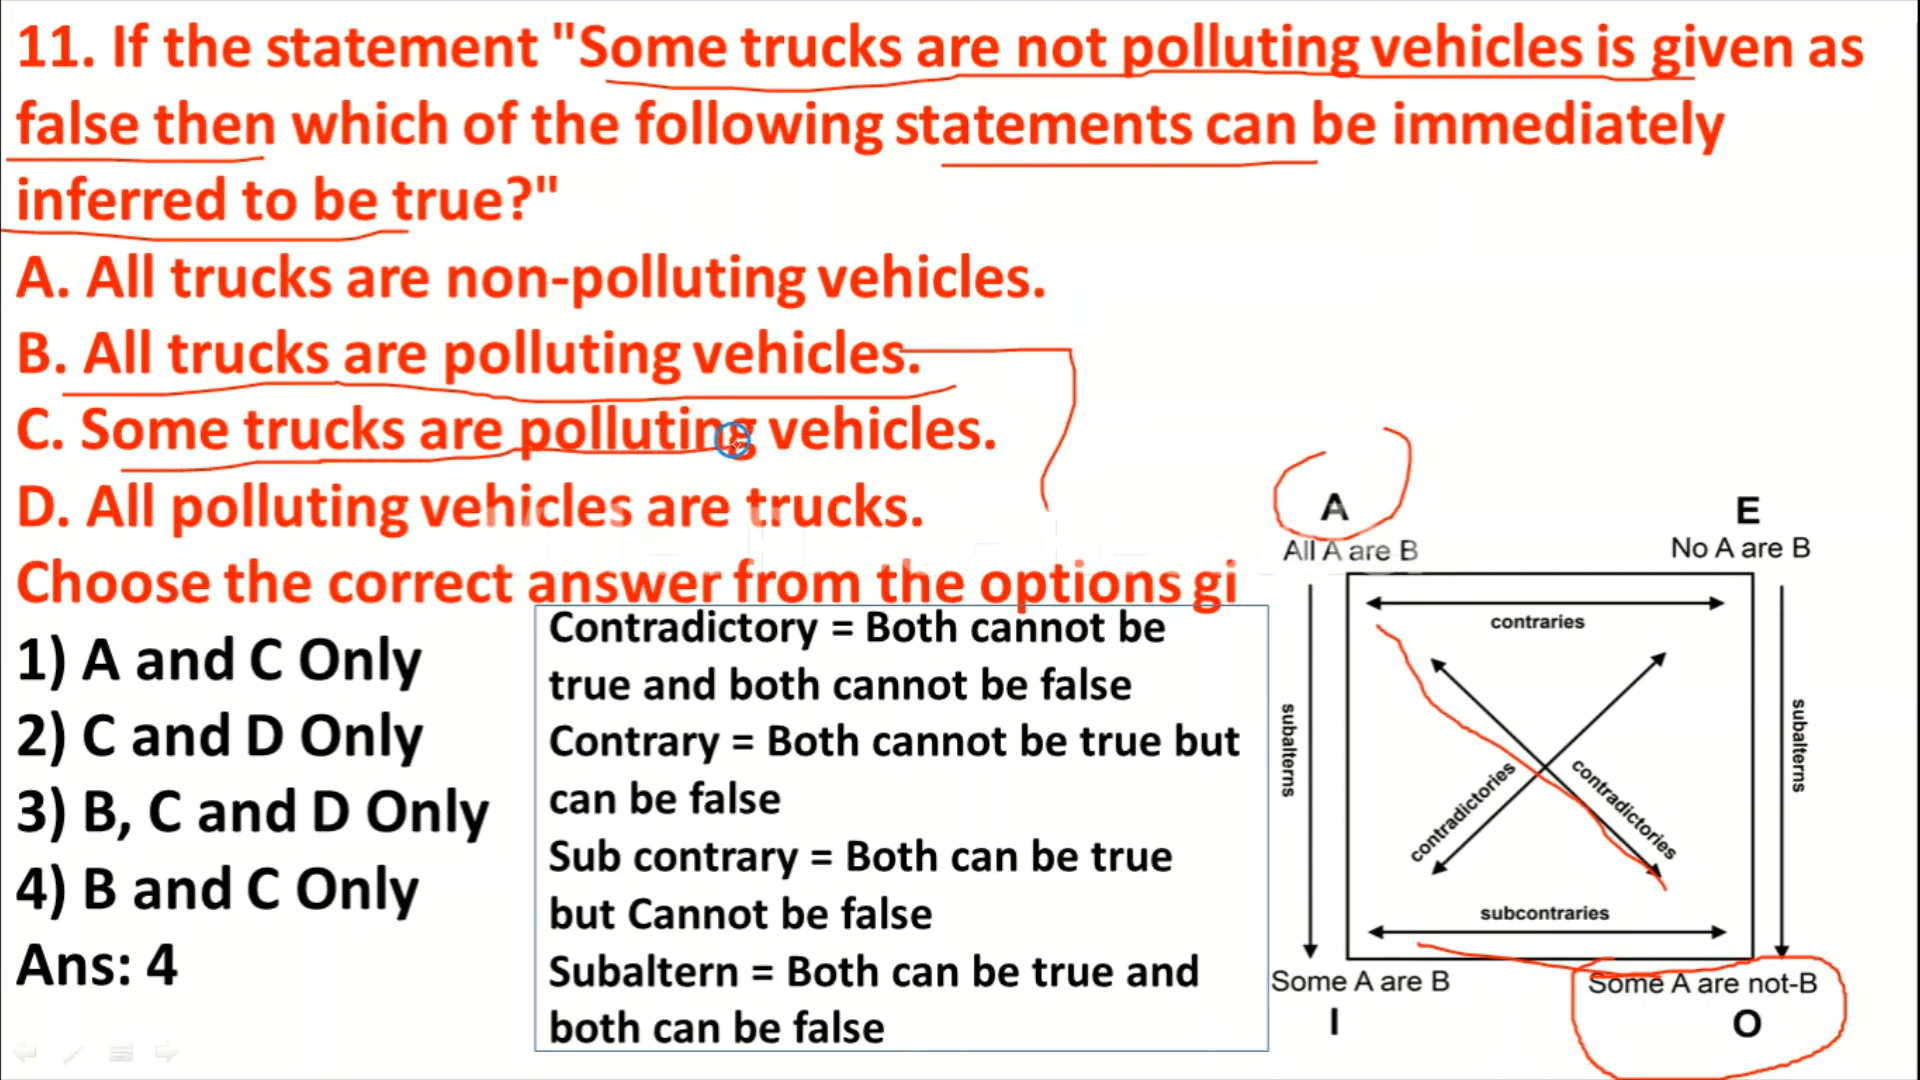 11. If the statement "Some trucks are not polluting vehicles is given as
false then which of the following statements can be immediately
inferred to be true?"
A. All trucks are non-polluting vehicles.
B. All trucks are polluting vehicles.
C. Some trucks are polluting vehicles.
D. All polluting vehicles are trucks.
Choose the correct answer from the options gi
1) A and C Only
2) C and D Only
3) B, C and D Only
4) B and C Only
Ans: 4
Contradictory = Both cannot be
true and both cannot be false
Contrary = Both cannot be true but
can be false
Sub contrary = Both can be true
but Cannot be false
Subaltern = Both can be true and
both can be false
A
All A are B
E
No A are B
contraries
subalterns
contradictories
contradictories
subalterns
subcontraries
Some A are B
I
Some A are not-B
O